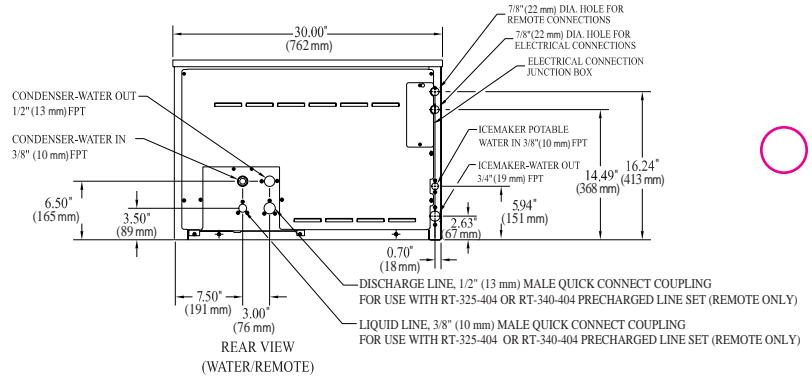 7/8"(22 mm) DIA. HOLE FOR
REMOTE CONNECTIONS
7/8"(22 mm) DIA. HOLE FOR
ELECTRICAL CONNECTIONS
ELECTRICAL CONNECTION
JUNCTION BOX
30.00"
(762 mm)
CONDENSER-WATER OUT
1/2" (13 mm) FPT
CONDENSER-WATER IN
3/8" (10 mm) FPT
ICEMAKER POTABLE
WATER IN 3/8"(10 mm) FPT
ICEMAKER-WATER OUT
3/4"(19 mm) FPT
16.24"
(413 mm)
14.49"
(368 mm)
6.50"
(165 mm)
3.50"
(89 mm)
5.94"
(151 mm)
2.63"
(67 mm)
0.70"
(18 mm)
7.50"
(191 mm)
3.00"
(76 mm)
DISCHARGE LINE, 1/2" (13 mm) MALE QUICK CONNECT COUPLING
FOR USE WITH RT-325-404 OR RT-340-404 PRECHARGED LINE SET (REMOTE ONLY)
LIQUID LINE, 3/8" (10 mm) MALE QUICK CONNECT COUPLING
FOR USE WITH RT-325-404 OR RT-340-404 PRECHARGED LINE SET (REMOTE ONLY)
REAR VIEW
(WATER/REMOTE)